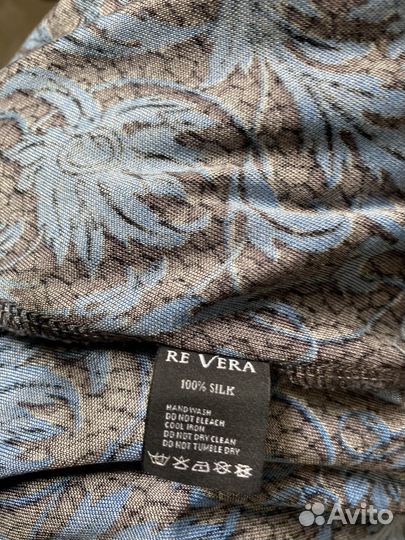 RE VERA
100% SILK
HAND WASH
DO NOT BLEACH
COOL IRON
DO NOT DRY CLEAN
DO NOT TUMBLE DRY
Avito